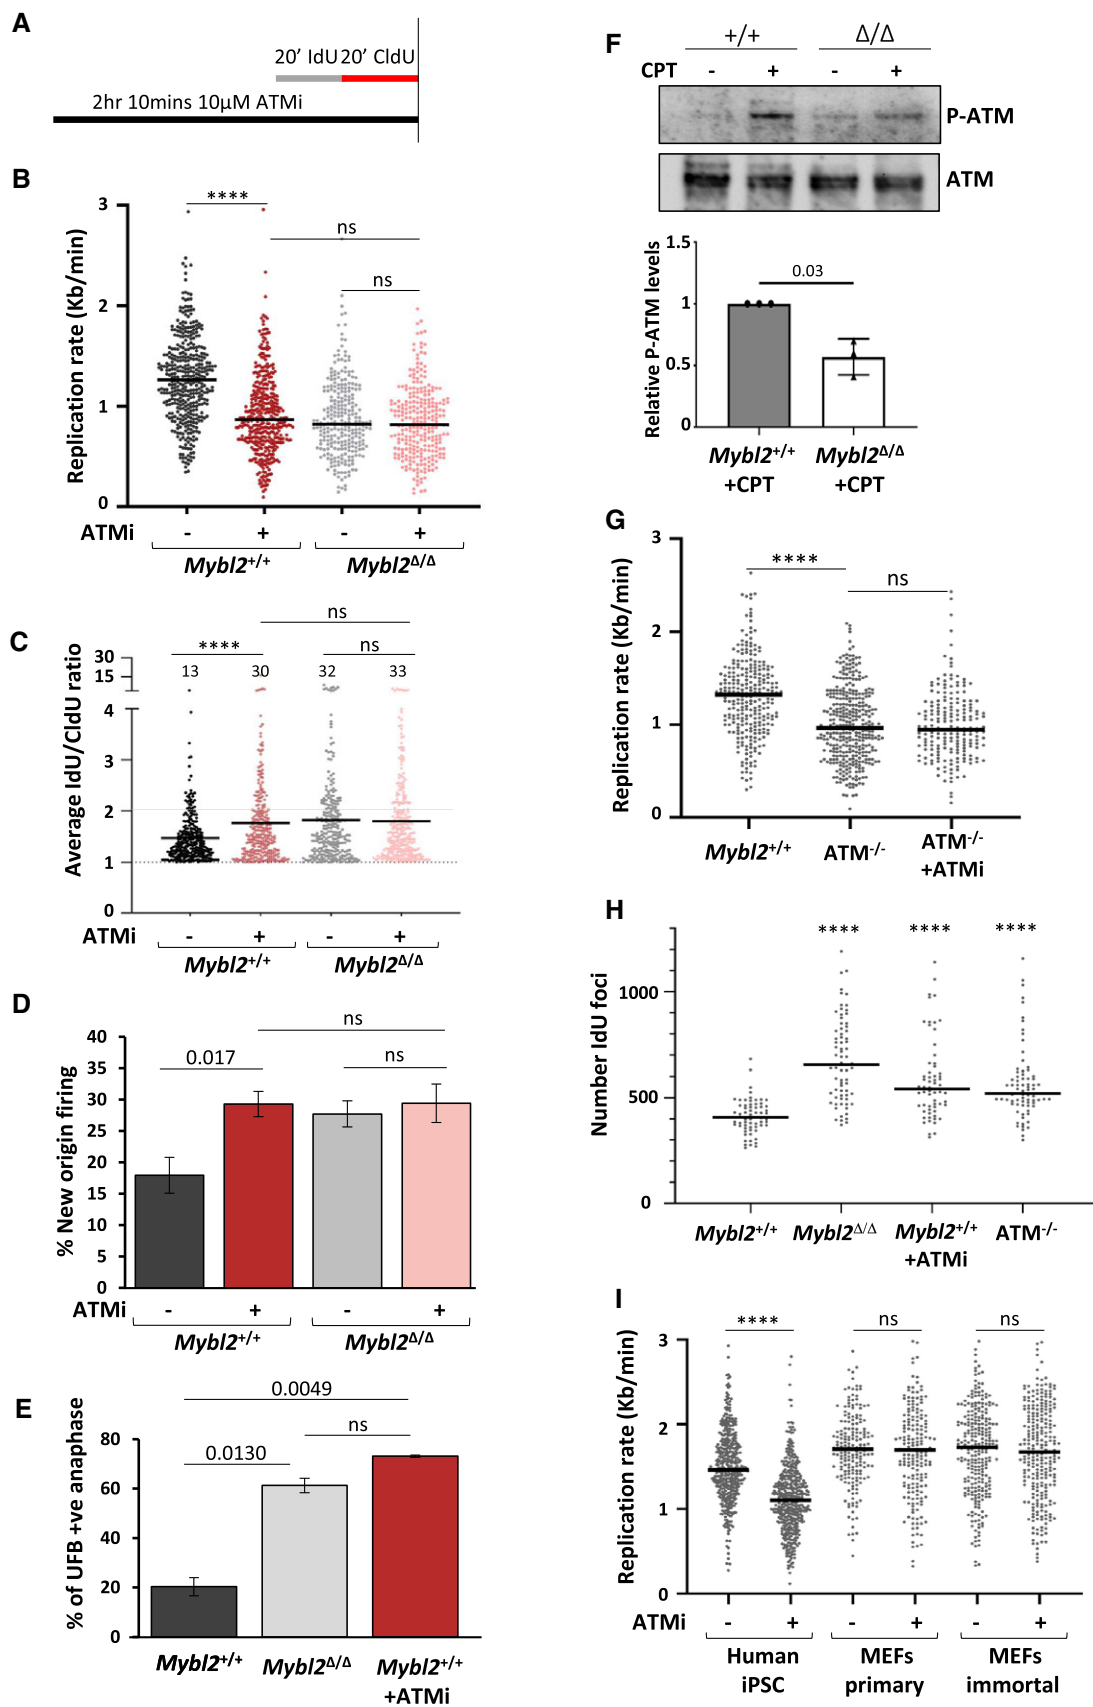 A
20’ IdU 20’ CldU
2hr 10mins 10µM ATMi
B
Replication rate (Kb/min)
3
2
1
0
****
ns
ns
ATMi - + - +
Mybl2+/+ Mybl2Δ/Δ
C
Average IdU/CldU ratio
30
15
4
3
2
1
0
ns
**** ns
13 30 32 33
ATMi - + - +
Mybl2+/+ Mybl2Δ/Δ
D
% New origin firing
40
35
30
25
20
15
10
5
0
ns
0.017 ns
ATMi - + - +
Mybl2+/+ Mybl2Δ/Δ
E
% of UFB +ve anaphase
80
60
40
20
0
0.0049
ns
0.0130
Mybl2+/+ Mybl2Δ/Δ Mybl2+/+
+ATMi
F
+/+ Δ/Δ
CPT - + - +
P-ATM
ATM
Relative P-ATM levels
1.5
1
0.5
0
0.03
Mybl2+/+ Mybl2Δ/Δ
+CPT +CPT
G
Replication rate (Kb/min)
3
2
1
0
****
ns
Mybl2+/+ ATM-/- ATM-/-
+ATMi
H
Number IdU foci
1000
500
0
**** **** ****
Mybl2+/+ Mybl2Δ/Δ Mybl2+/+ ATM-/-
+ATMi
I
Replication rate (Kb/min)
3
2
1
0
**** ns ns
ATMi - + - + - +
Human MEFs MEFs
iPSC primary immortal